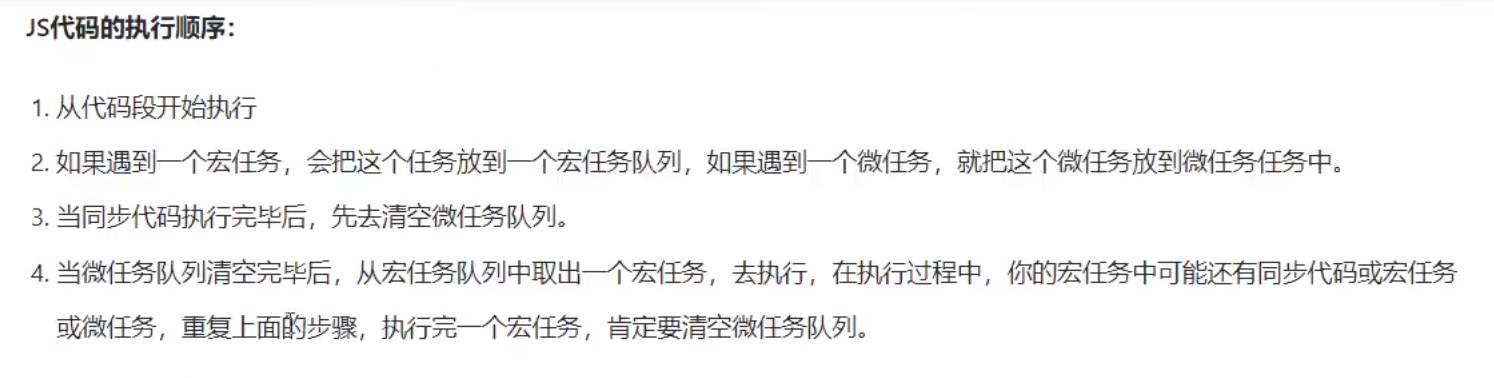 JS代码的执行顺序：
1. 从代码段开始执行
2. 如果遇到一个宏任务，会把这个任务放到一个宏任务队列，如果遇到一个微任务，就把这个微任务放到微任务任务中。
3. 当同步代码执行完毕后，先去清空微任务队列。
4. 当微任务队列清空完毕后，从宏任务队列中取出一个宏任务，去执行，在执行过程中，你的宏任务中可能还有同步代码或宏任务
或微任务，重复上面的步骤，执行完一个宏任务，肯定要清空微任务队列。